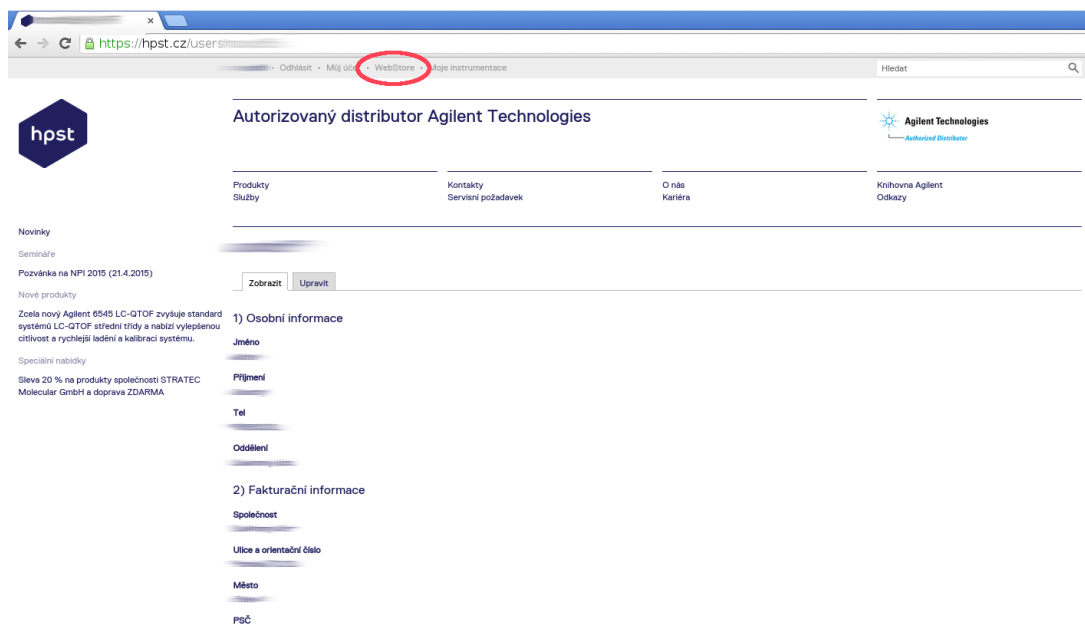 https://hpst.cz/users
Odhlásit • Můj účet • WebStore • Moje instrumentace
Hledat
hpst
Autorizovaný distributor Agilent Technologies
Agilent Technologies
Authorized Distributor
Produkty
Služby
Kontakty
Servisní požadavek
O nás
Kariéra
Knihovna Agilent
Odkazy
Novinky
Semináře
Pozvánka na NPI 2015 (21.4.2015)
Nové produkty
Zcela nový Agilent 6545 LC-QTOF zvyšuje standard
systémů LC-QTOF střední třídy a nabízí vylepšenou
citlivost a rychlejší ladění a kalibraci systému.
Speciální nabídky
Sleva 20 % na produkty společnosti STRATEC
Molecular GmbH a doprava ZDARMA
Zobrazit
Upravit
1) Osobní informace
Jméno
Příjmení
Tel
Oddělení
2) Fakturační informace
Společnost
Ulice a orientační číslo
Město
PSČ